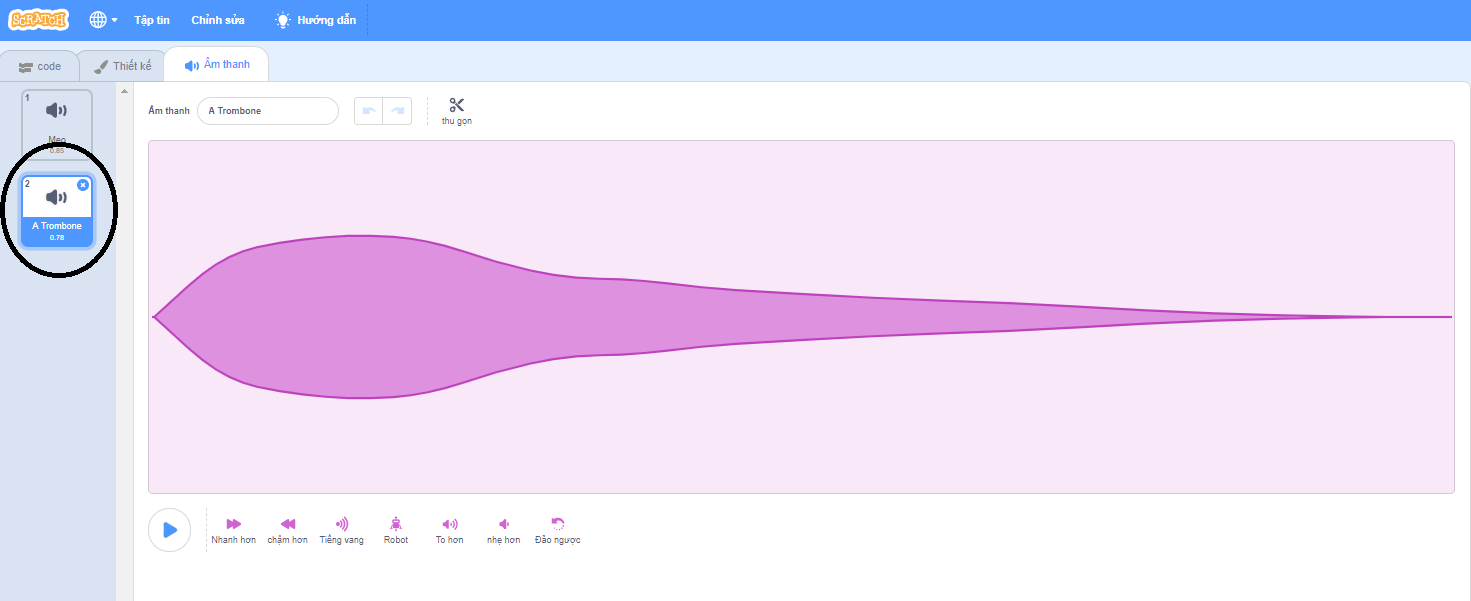 SCRATCH Tập tin Chỉnh sửa Hướng dẫn
code Thiết kế Âm thanh
1
Meo
0.85
2
A Trombone
0.78
Âm thanh A Trombone
thu gọn
Nhanh hơn chậm hơn Tiếng vang Robot To hơn nhẹ hơn Đảo ngược